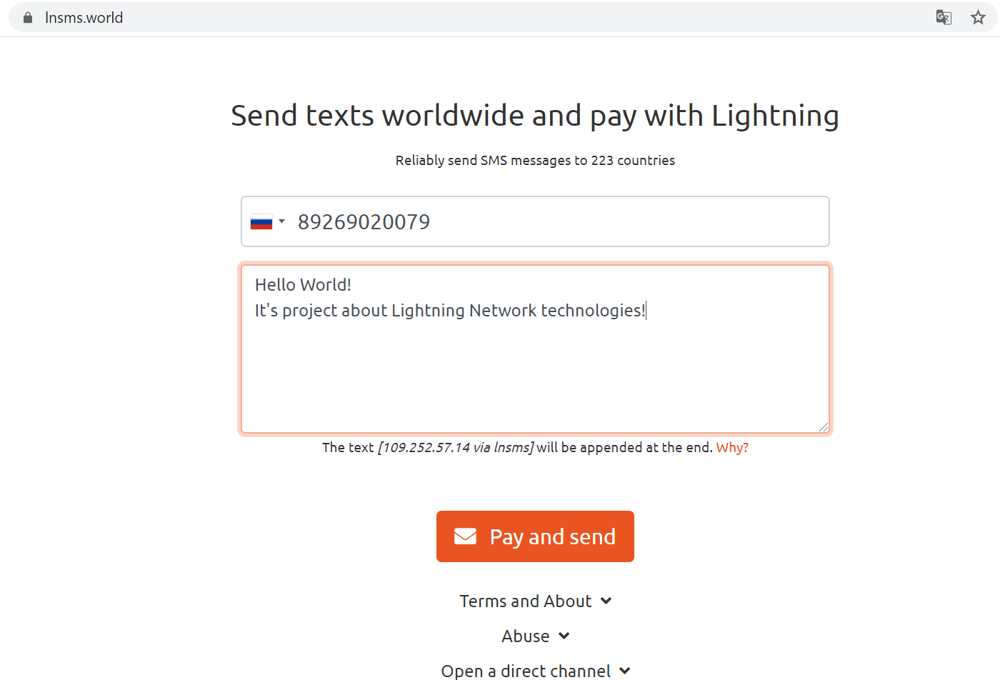 lnsms.world
Send texts worldwide and pay with Lightning
Reliably send SMS messages to 223 countries
89269020079
Hello World!
It's project about Lightning Network technologies!
The text [109.252.57.14 via lnsms] will be appended at the end. Why?
Pay and send
Terms and About
Abuse
Open a direct channel